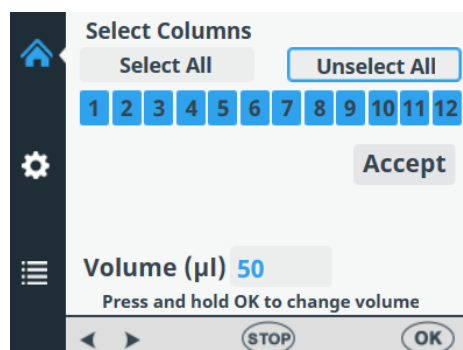 Select Columns
Select All Unselect All
1 2 3 4 5 6 7 8 9 10 11 12
Accept
Volume (µl) 50
Press and hold OK to change volume
STOP OK